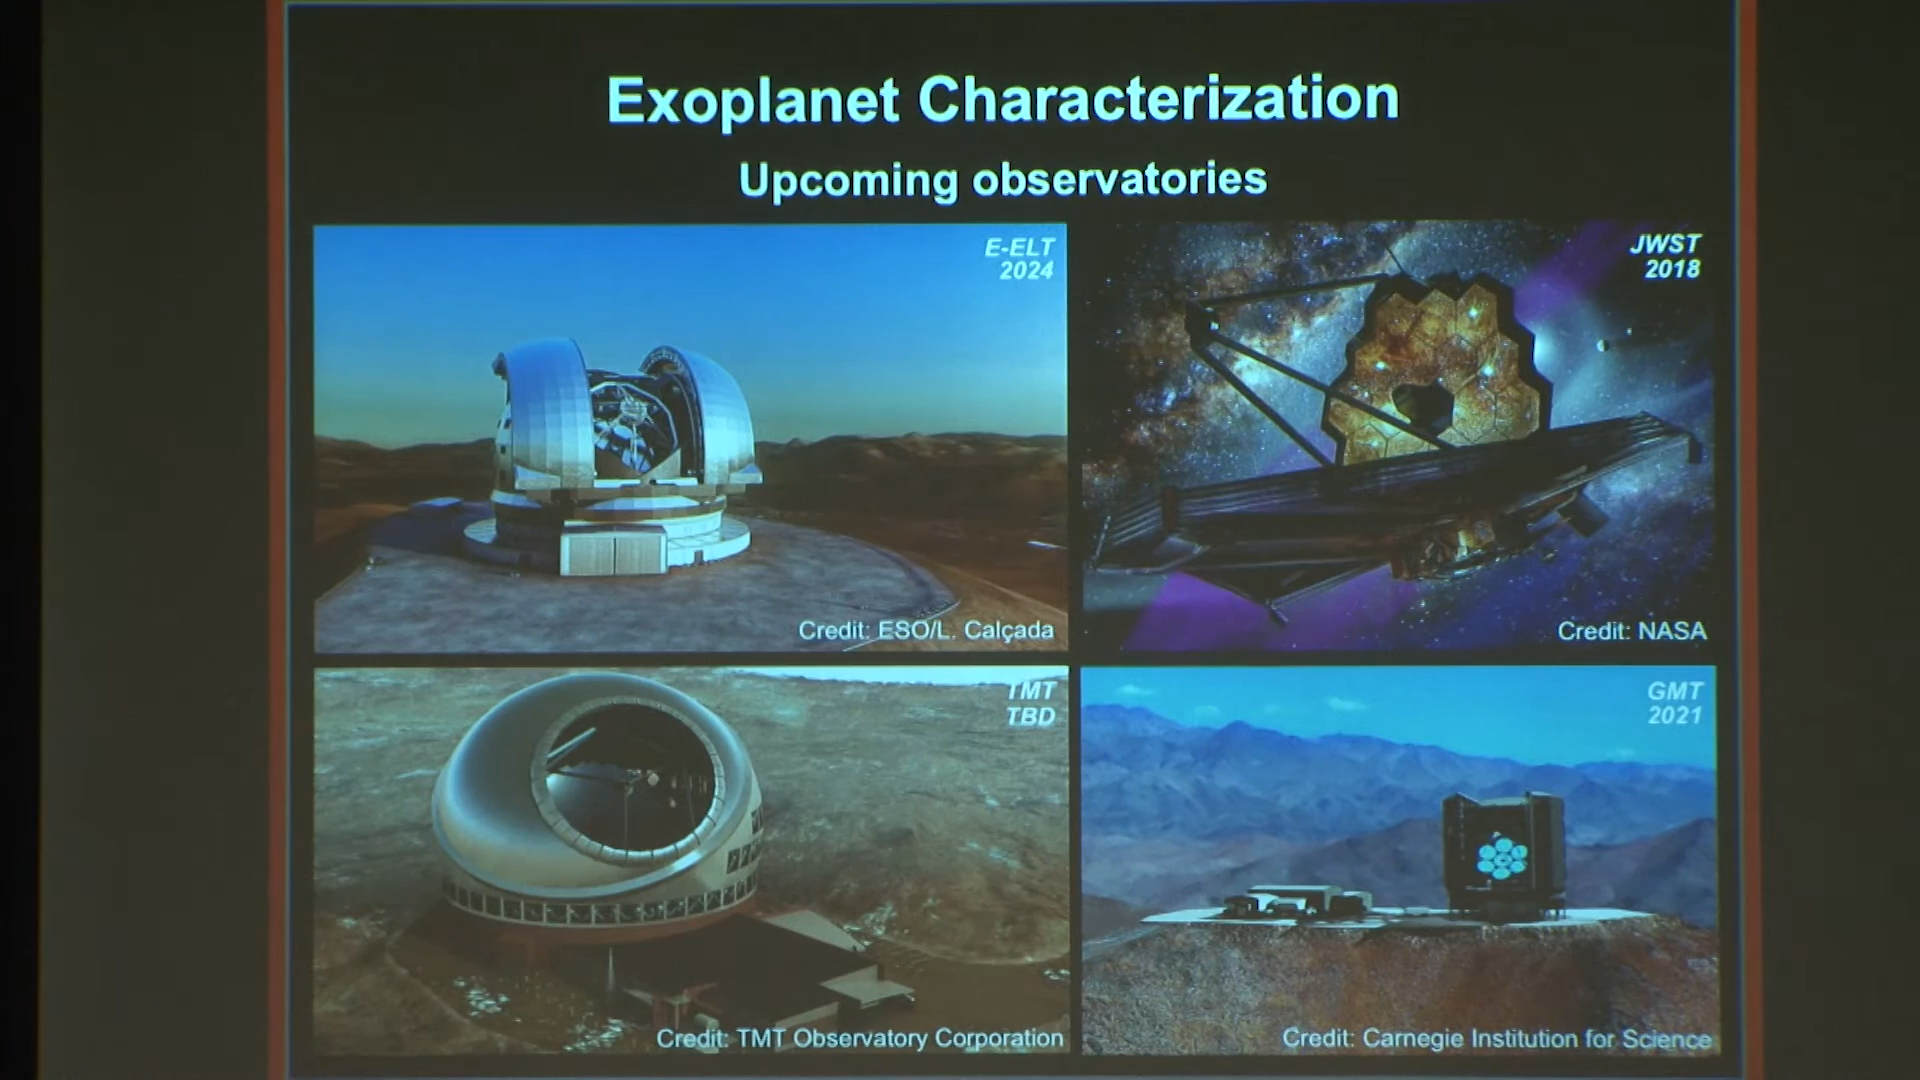 Exoplanet Characterization
Upcoming observatories
E-ELT
2024
Credit: ESO/L. Calçada
JWST
2018
Credit: NASA
TMT
TBD
Credit: TMT Observatory Corporation
GMT
2021
Credit: Carnegie Institution for Science